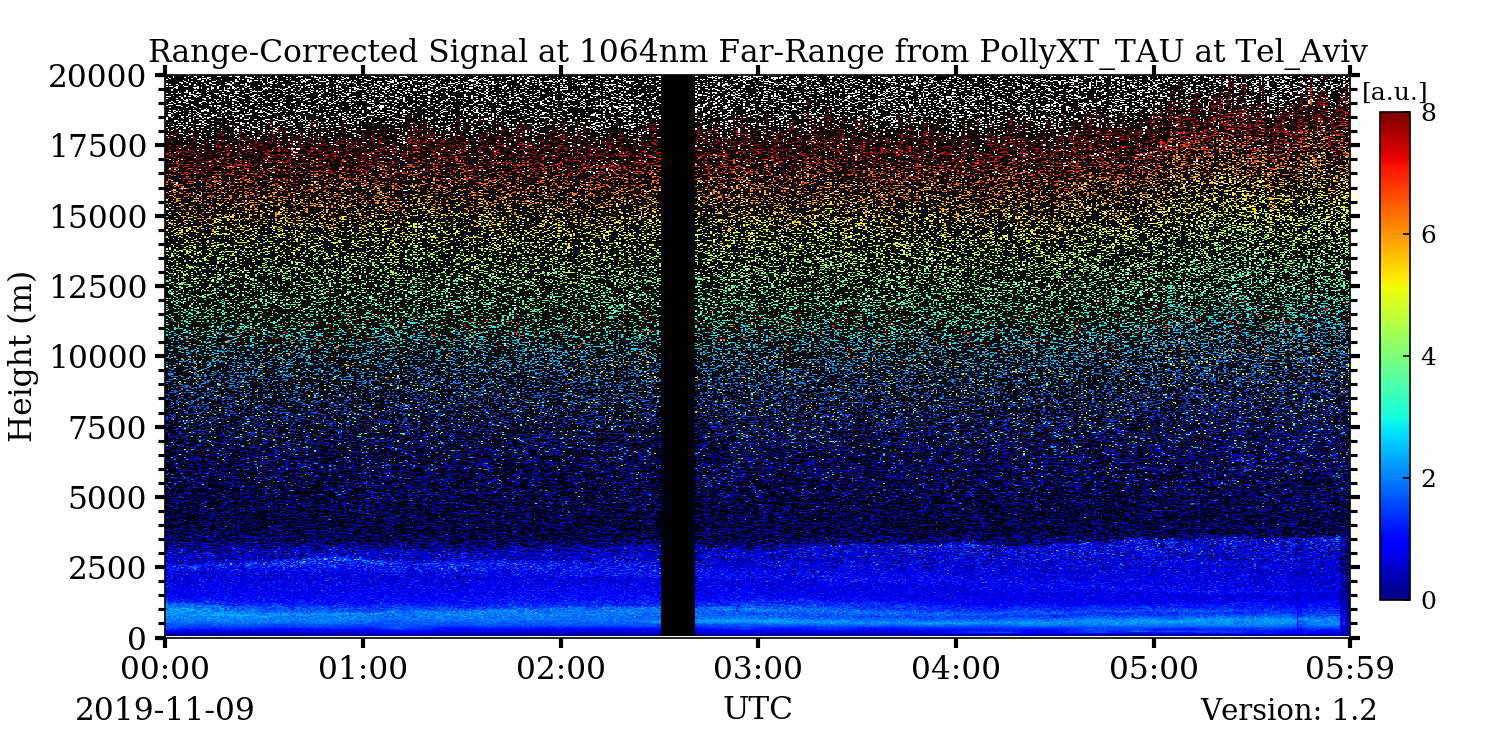 Range-Corrected Signal at 1064nm Far-Range from PollyXT_TAU at Tel_Aviv
[a.u.]
20000
17500
15000
12500
10000
7500
5000
2500
0
Height (m)
8
6
4
2
0
00:00 01:00 02:00 03:00 04:00 05:00 05:59
2019-11-09 UTC Version: 1.2